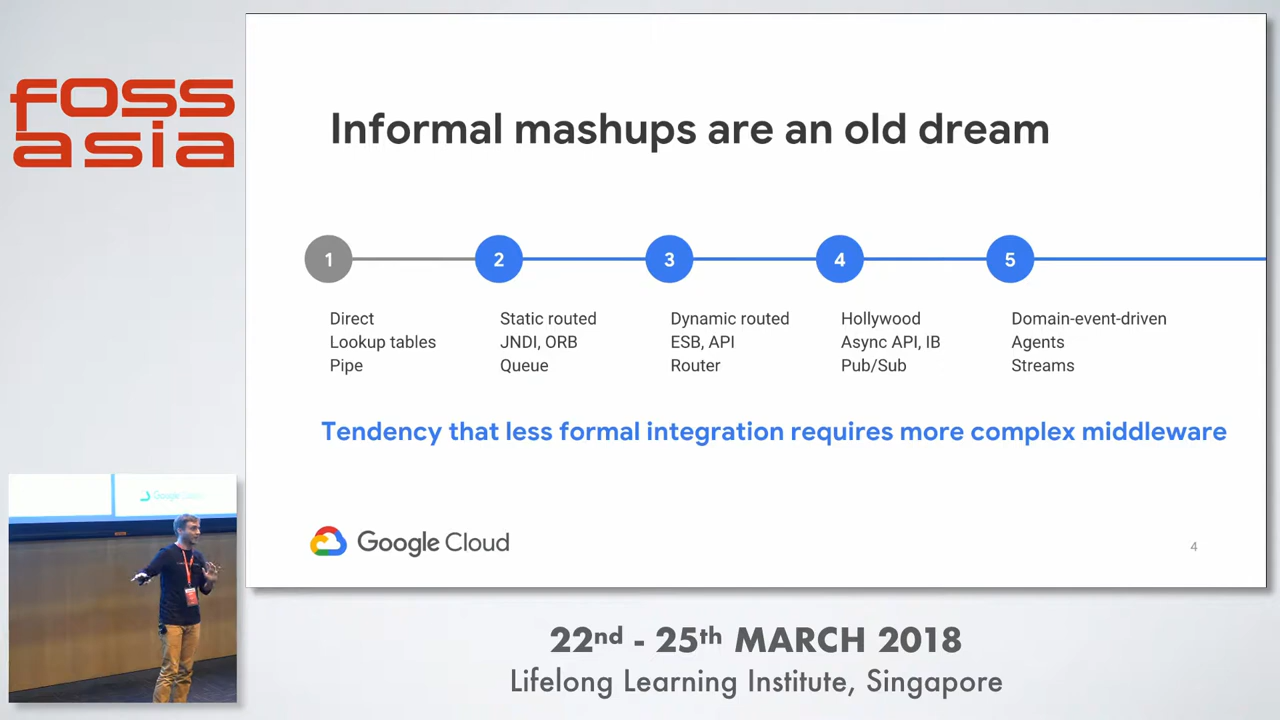 foss
asia
Informal mashups are an old dream
1
2
3
4
5
Direct
Lookup tables
Pipe
Static routed
JNDI, ORB
Queue
Dynamic routed
ESB, API
Router
Hollywood
Async API, IB
Pub/Sub
Domain-event-driven
Agents
Streams
Tendency that less formal integration requires more complex middleware
Google Cloud
4
22nd - 25th MARCH 2018
Lifelong Learning Institute, Singapore